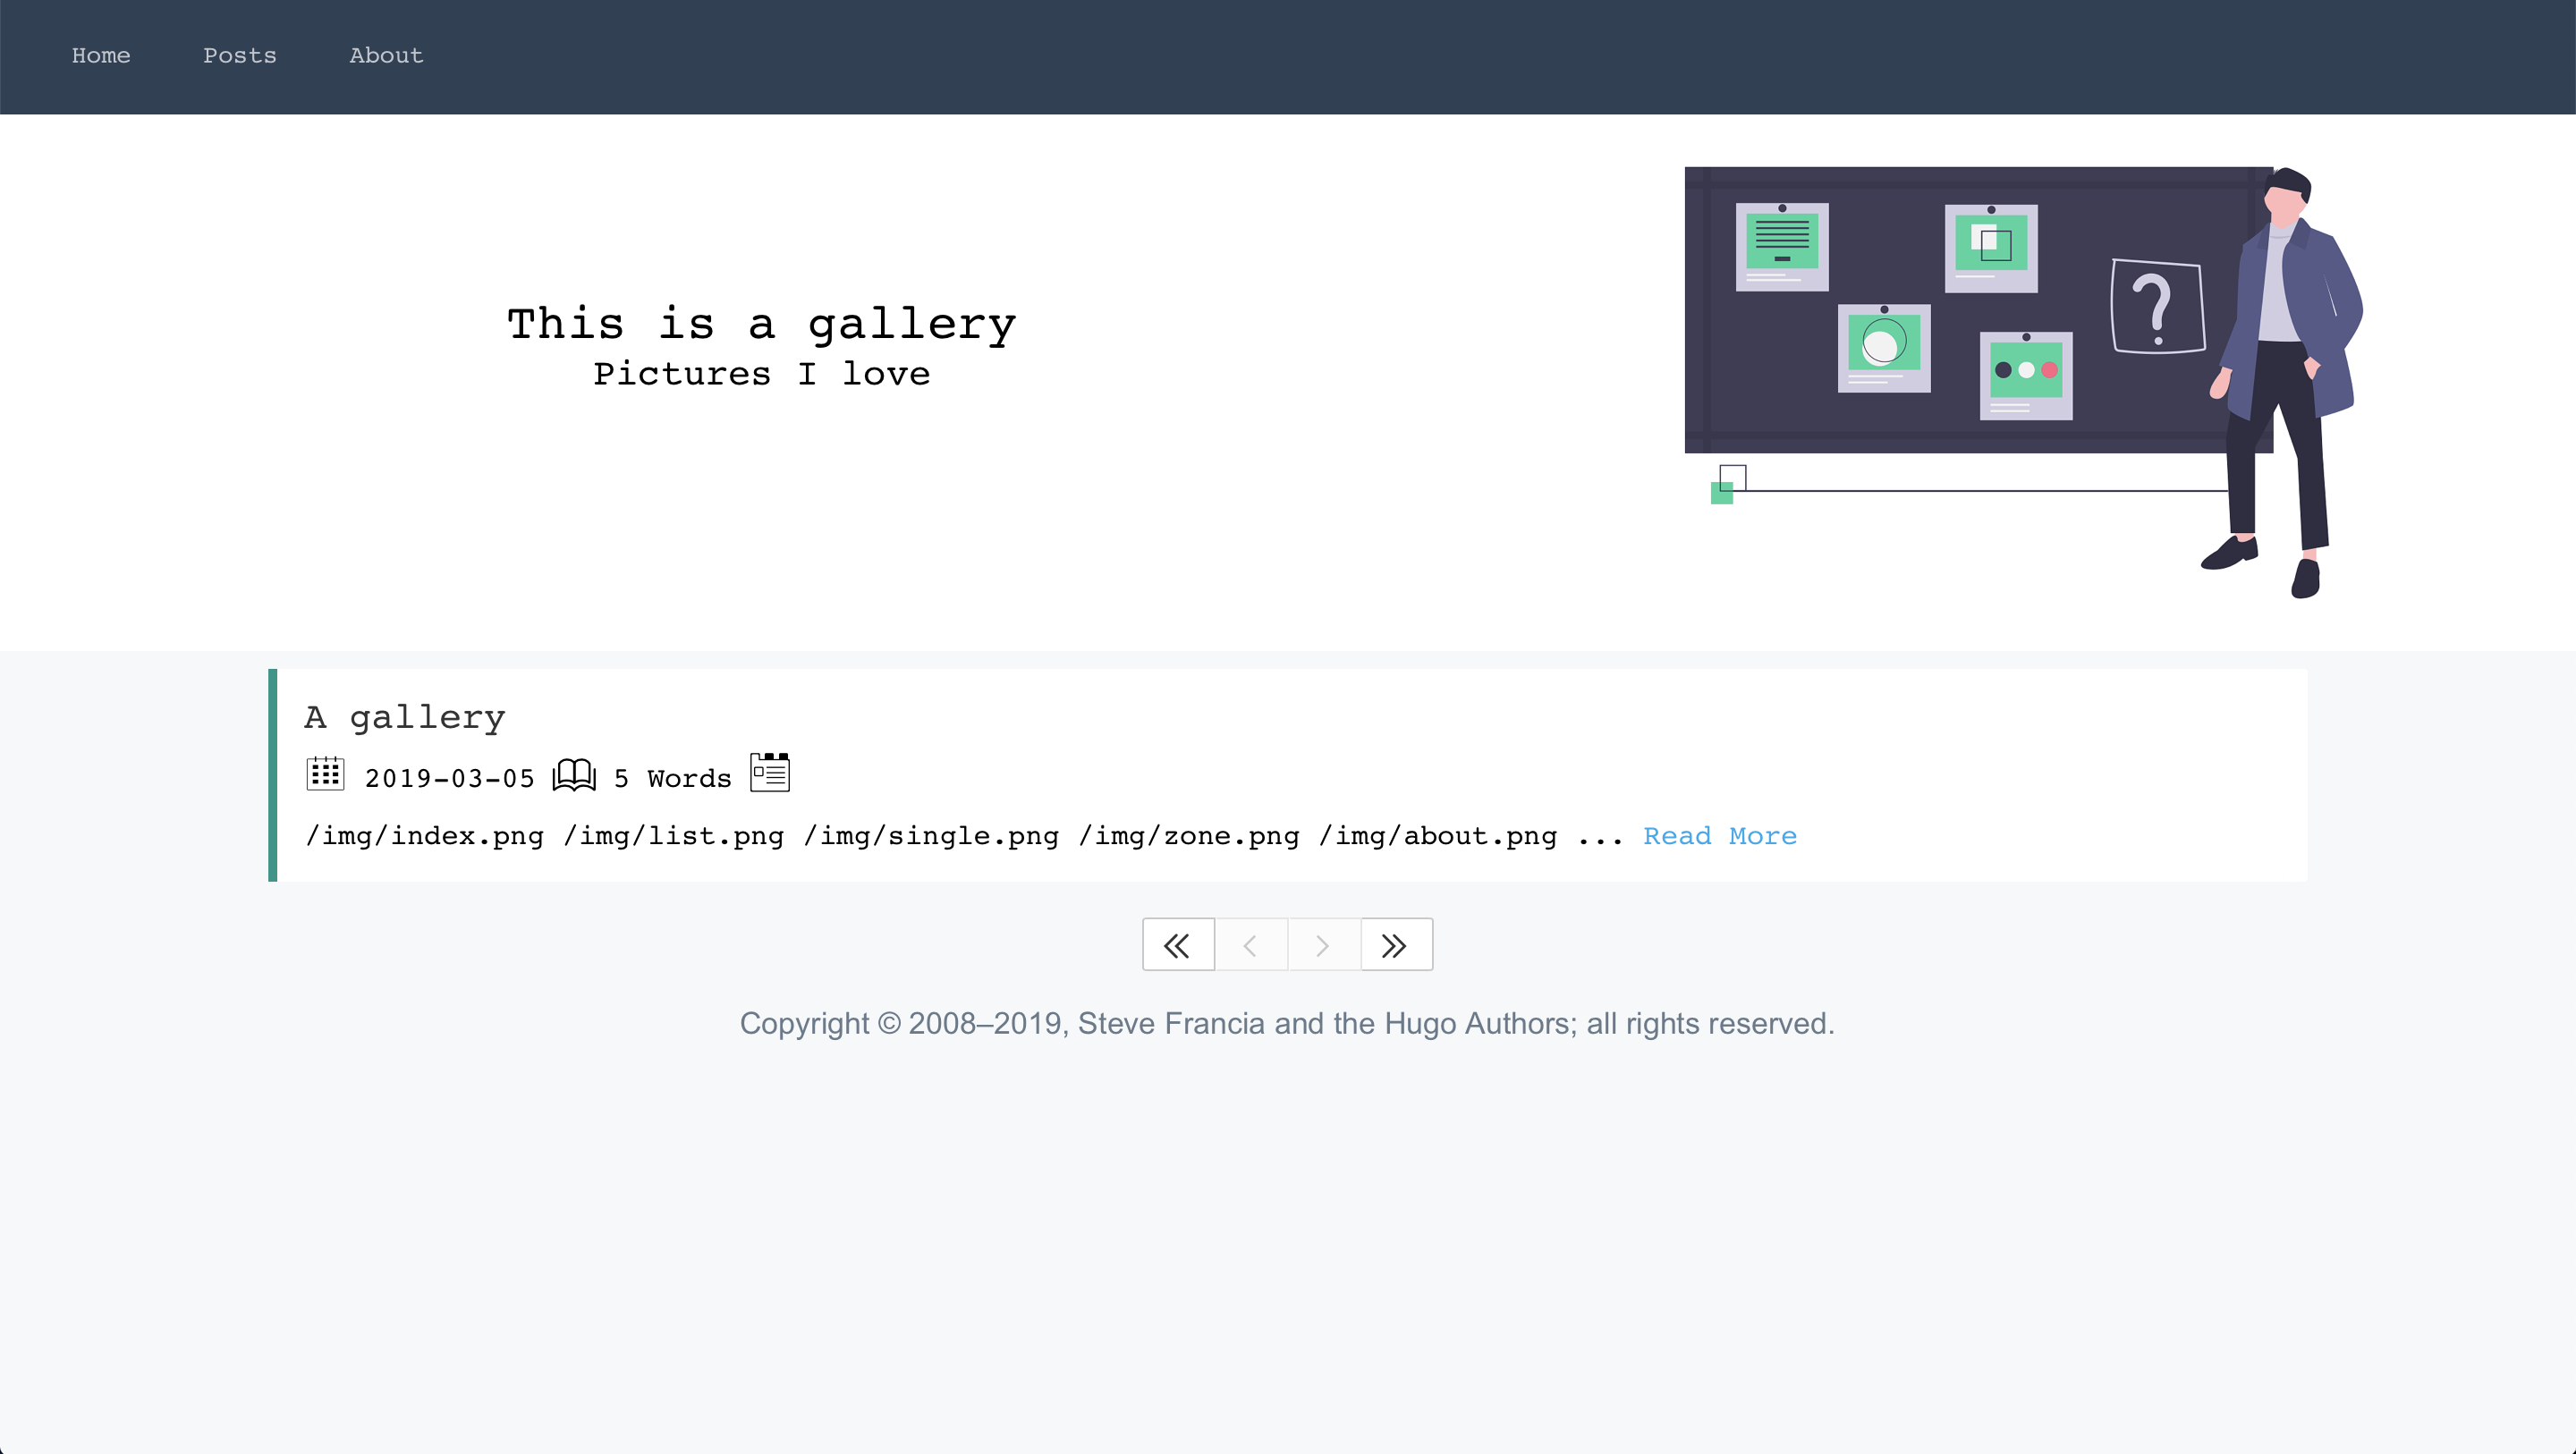 Home Posts About
This is a gallery
Pictures I love
?
A gallery
2019-03-05 5 Words
/img/index.png /img/list.png /img/single.png /img/zone.png /img/about.png ... Read More
Copyright © 2008–2019, Steve Francia and the Hugo Authors; all rights reserved.